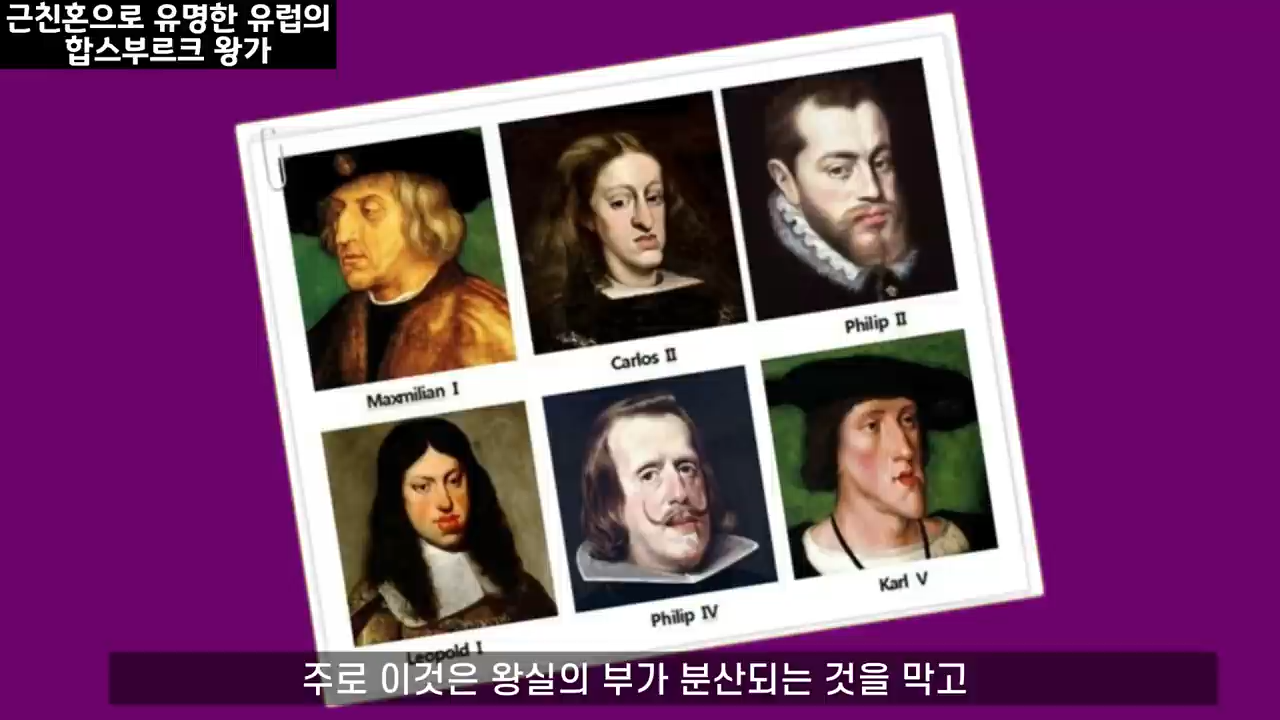 근친혼으로 유명한 유럽의
합스부르크 왕가
Maxmilian I
Carlos II
Philip II
Leopold I
Philip IV
Karl V
주로 이것은 왕실의 부가 분산되는 것을 막고